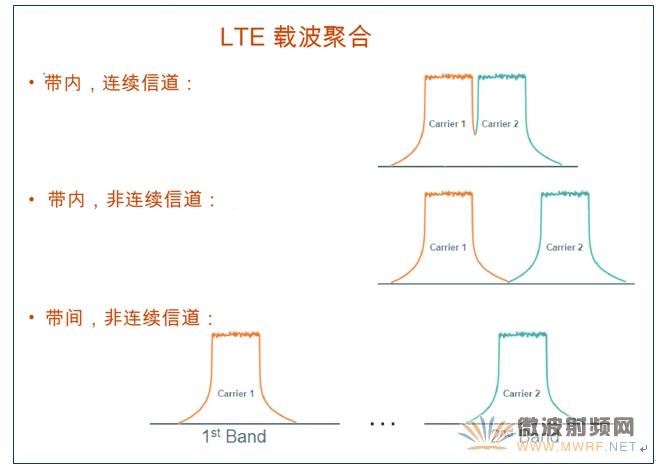 LTE 载波聚合
• 带内，连续信道：
Carrier 1 Carrier 2
• 带内，非连续信道：
Carrier 1 Carrier 2
• 带间，非连续信道：
Carrier 1 Carrier 2
1st Band ... 2nd Band
微波射频网
WWW.MWRF.NET